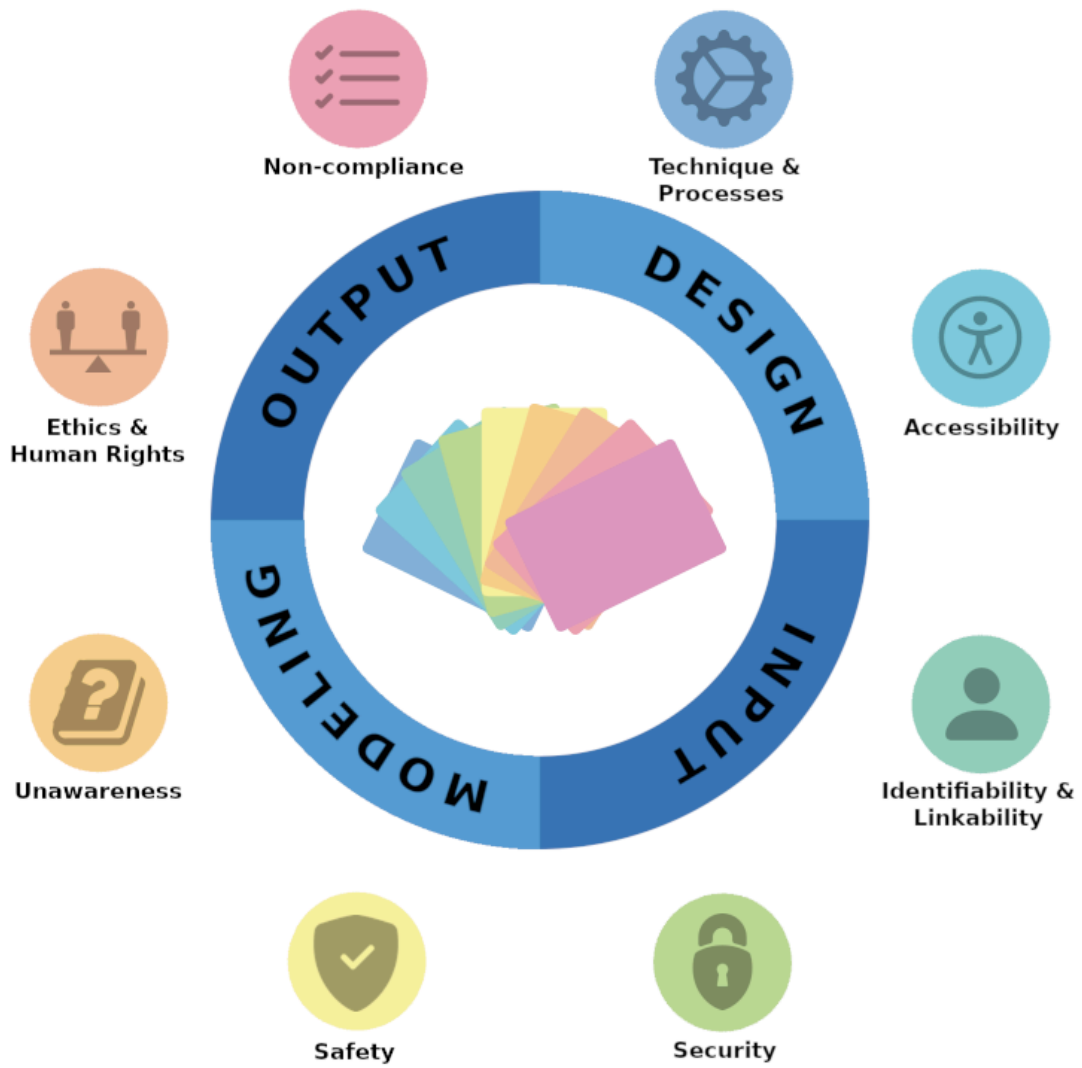 Non-compliance
Technique &
Processes
OUTPUT
DESIGN
Ethics &
Human Rights
Accessibility
MODELING
INPUT
Unawareness
Identifiability &
Linkability
Safety
Security